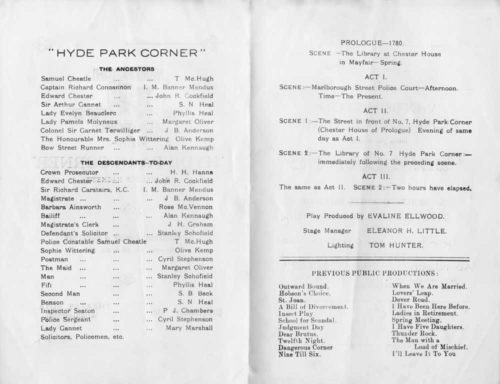 "HYDE PARK CORNER"
THE ANCESTORS
Samuel Cheatle ... ... T Mc.Hugh
Captain Richard Consannon ... I. M. Banner Mendus
Edward Chester ... ... John R. Cookfield
Sir Arthur Gannet ... ... S. N Heal
Lady Evelyn Beauclerc ... Phyllis Heal
Lady Pamela Molyneux ... Margaret Oliver
Colonel Sir Garnet Terwilliger ... J B. Anderson
The Honourable Mrs. Sophia Wittering Olive Kemp
Bow Street Runner ... Alan Kennaugh
THE DESCENDANTS-TO-DAY
Crown Prosecutor ... H. H. Hanna
Edward Chester ... John R. Cookfield
Sir Richard Carstairs, K.C. I. M. Bannar Mendus
Magistrate ... ... J B. Anderson
Barbara Ainsworth ... Rose Mc.Vennon
Bailiff ... ... Alan Kennaugh
Magistrate's Clerk ... J H. Graham
Defendant's Solicitor ... Stanley Schofield
Police Constable Samuel Cheatle T Mc.Hugh
Sophia Wittering ... Olive Kemp
Postman ... ... Cyril Stephenson
The Maid ... ... Margaret Oliver
Man ... ... Stanley Schofield
Fifi ... ... Phyllis Heal
Second Man ... ... S. B Back
Benson ... ... S. N Heal
Inspector Seaton ... P J. Chambers
Police Sergeant ... Cyril Stephenson
Lady Gannet ... ... Mary Marshall
Solicitors, Policemen, etc.
PROLOGUE—1780.
SCENE —The Library at Chester House
in Mayfair—Spring.
ACT I.
SCENE:—Marlborough Street Police Court—Afternoon.
Time—The Present.
ACT II.
SCENE 1:—The Street in front of No. 7, Hyde Park Corner
(Chester House of Prologue) Evening of same
day as Act I.
SCENE 2:—The Library of No. 7 Hyde Park Corner:—
immediately following the preceding scene.
ACT III.
The same as Act II. SCENE 2:—Two hours have elapsed.
Play Produced by EVALINE ELLWOOD.
Stage Manager ... ELEANOR H. LITTLE.
Lighting ... TOM HUNTER.
PREVIOUS PUBLIC PRODUCTIONS:
Outward Bound.
Hobson's Choice.
St. Joan.
A Bill of Divorcement.
Insect Play
School for Scandal.
Judgment Day
Dear Brutus.
Twelfth Night.
Dangerous Corner
Nine Till Six.
When We Are Married.
Lovers' Leap.
Dover Road.
I Have Been Here Before.
Ladies in Retirement.
Spring Meeting.
I Have Five Daughters.
Thunder Rock.
The Man with a
Load of Mischief.
I'll Leave It To You